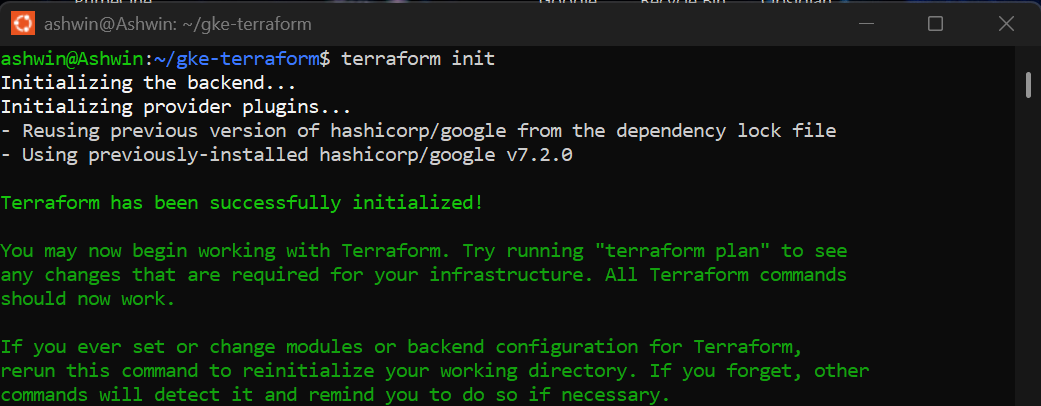 ashwin@Ashwin: ~/gke-terraform
ashwin@Ashwin:~/gke-terraform$ terraform init
Initializing the backend...
Initializing provider plugins...
- Reusing previous version of hashicorp/google from the dependency lock file
- Using previously-installed hashicorp/google v7.2.0
Terraform has been successfully initialized!
You may now begin working with Terraform. Try running "terraform plan" to see
any changes that are required for your infrastructure. All Terraform commands
should now work.
If you ever set or change modules or backend configuration for Terraform,
rerun this command to reinitialize your working directory. If you forget, other
commands will detect it and remind you to do so if necessary.